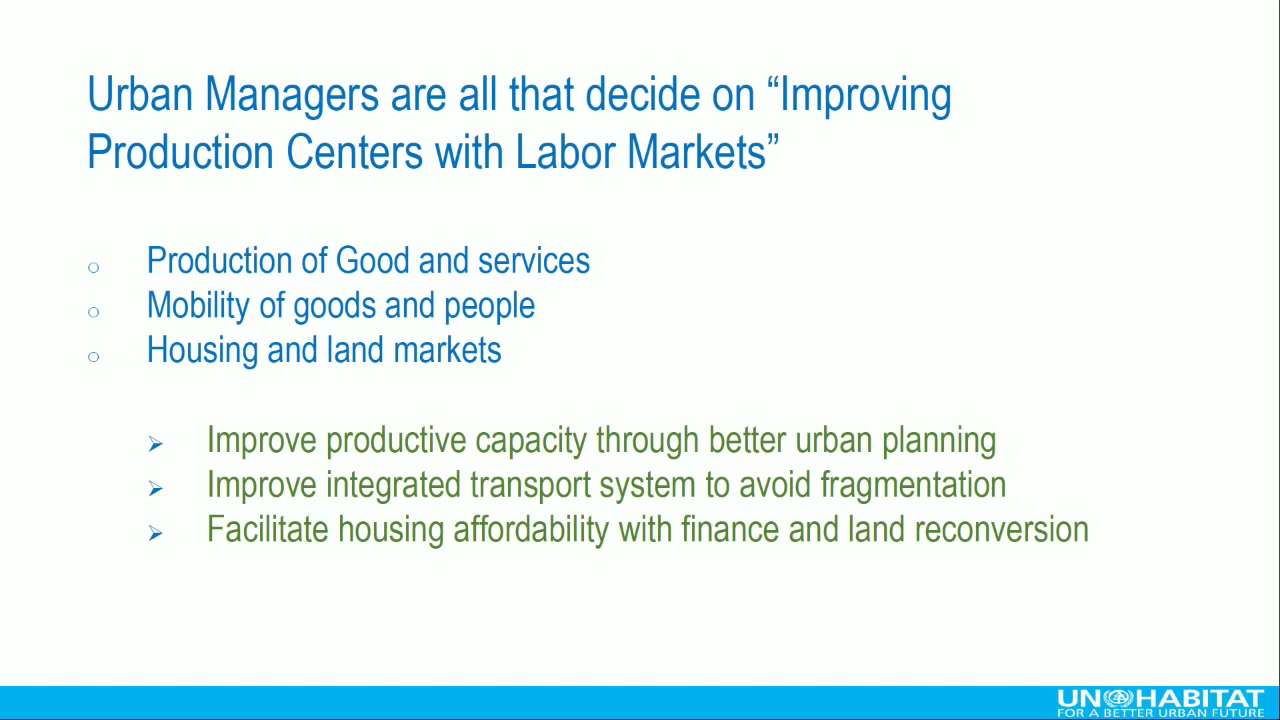 Urban Managers are all that decide on “Improving
Production Centers with Labor Markets”
Production of Good and services
Mobility of goods and people
Housing and land markets
Improve productive capacity through better urban planning
Improve integrated transport system to avoid fragmentation
Facilitate housing affordability with finance and land reconversion
UN HABITAT
FOR A BETTER URBAN FUTURE